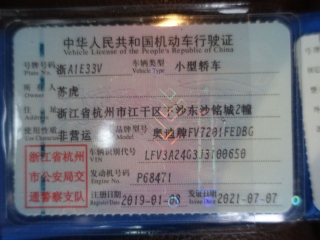 中华人民共和国机动车行驶证
Vehicle License of the People's Republic of China
号牌号码 浙A1E33V 车辆类型 小型轿车
Plate No. Vehicle Type
所有人 苏虎
住址 浙江省杭州市江干区下沙东沙铭城2幢
使用性质 非营运 品牌型号 奥迪牌FV7201FEDBG
浙江省杭州 车辆识别代号
VIN LFV3A24G3J3100650
市公安局交 发动机号码
Engine No. P68471
通警察支队 注册日期 2019-01-08 发证日期 2021-07-07
Register Date Issue Date